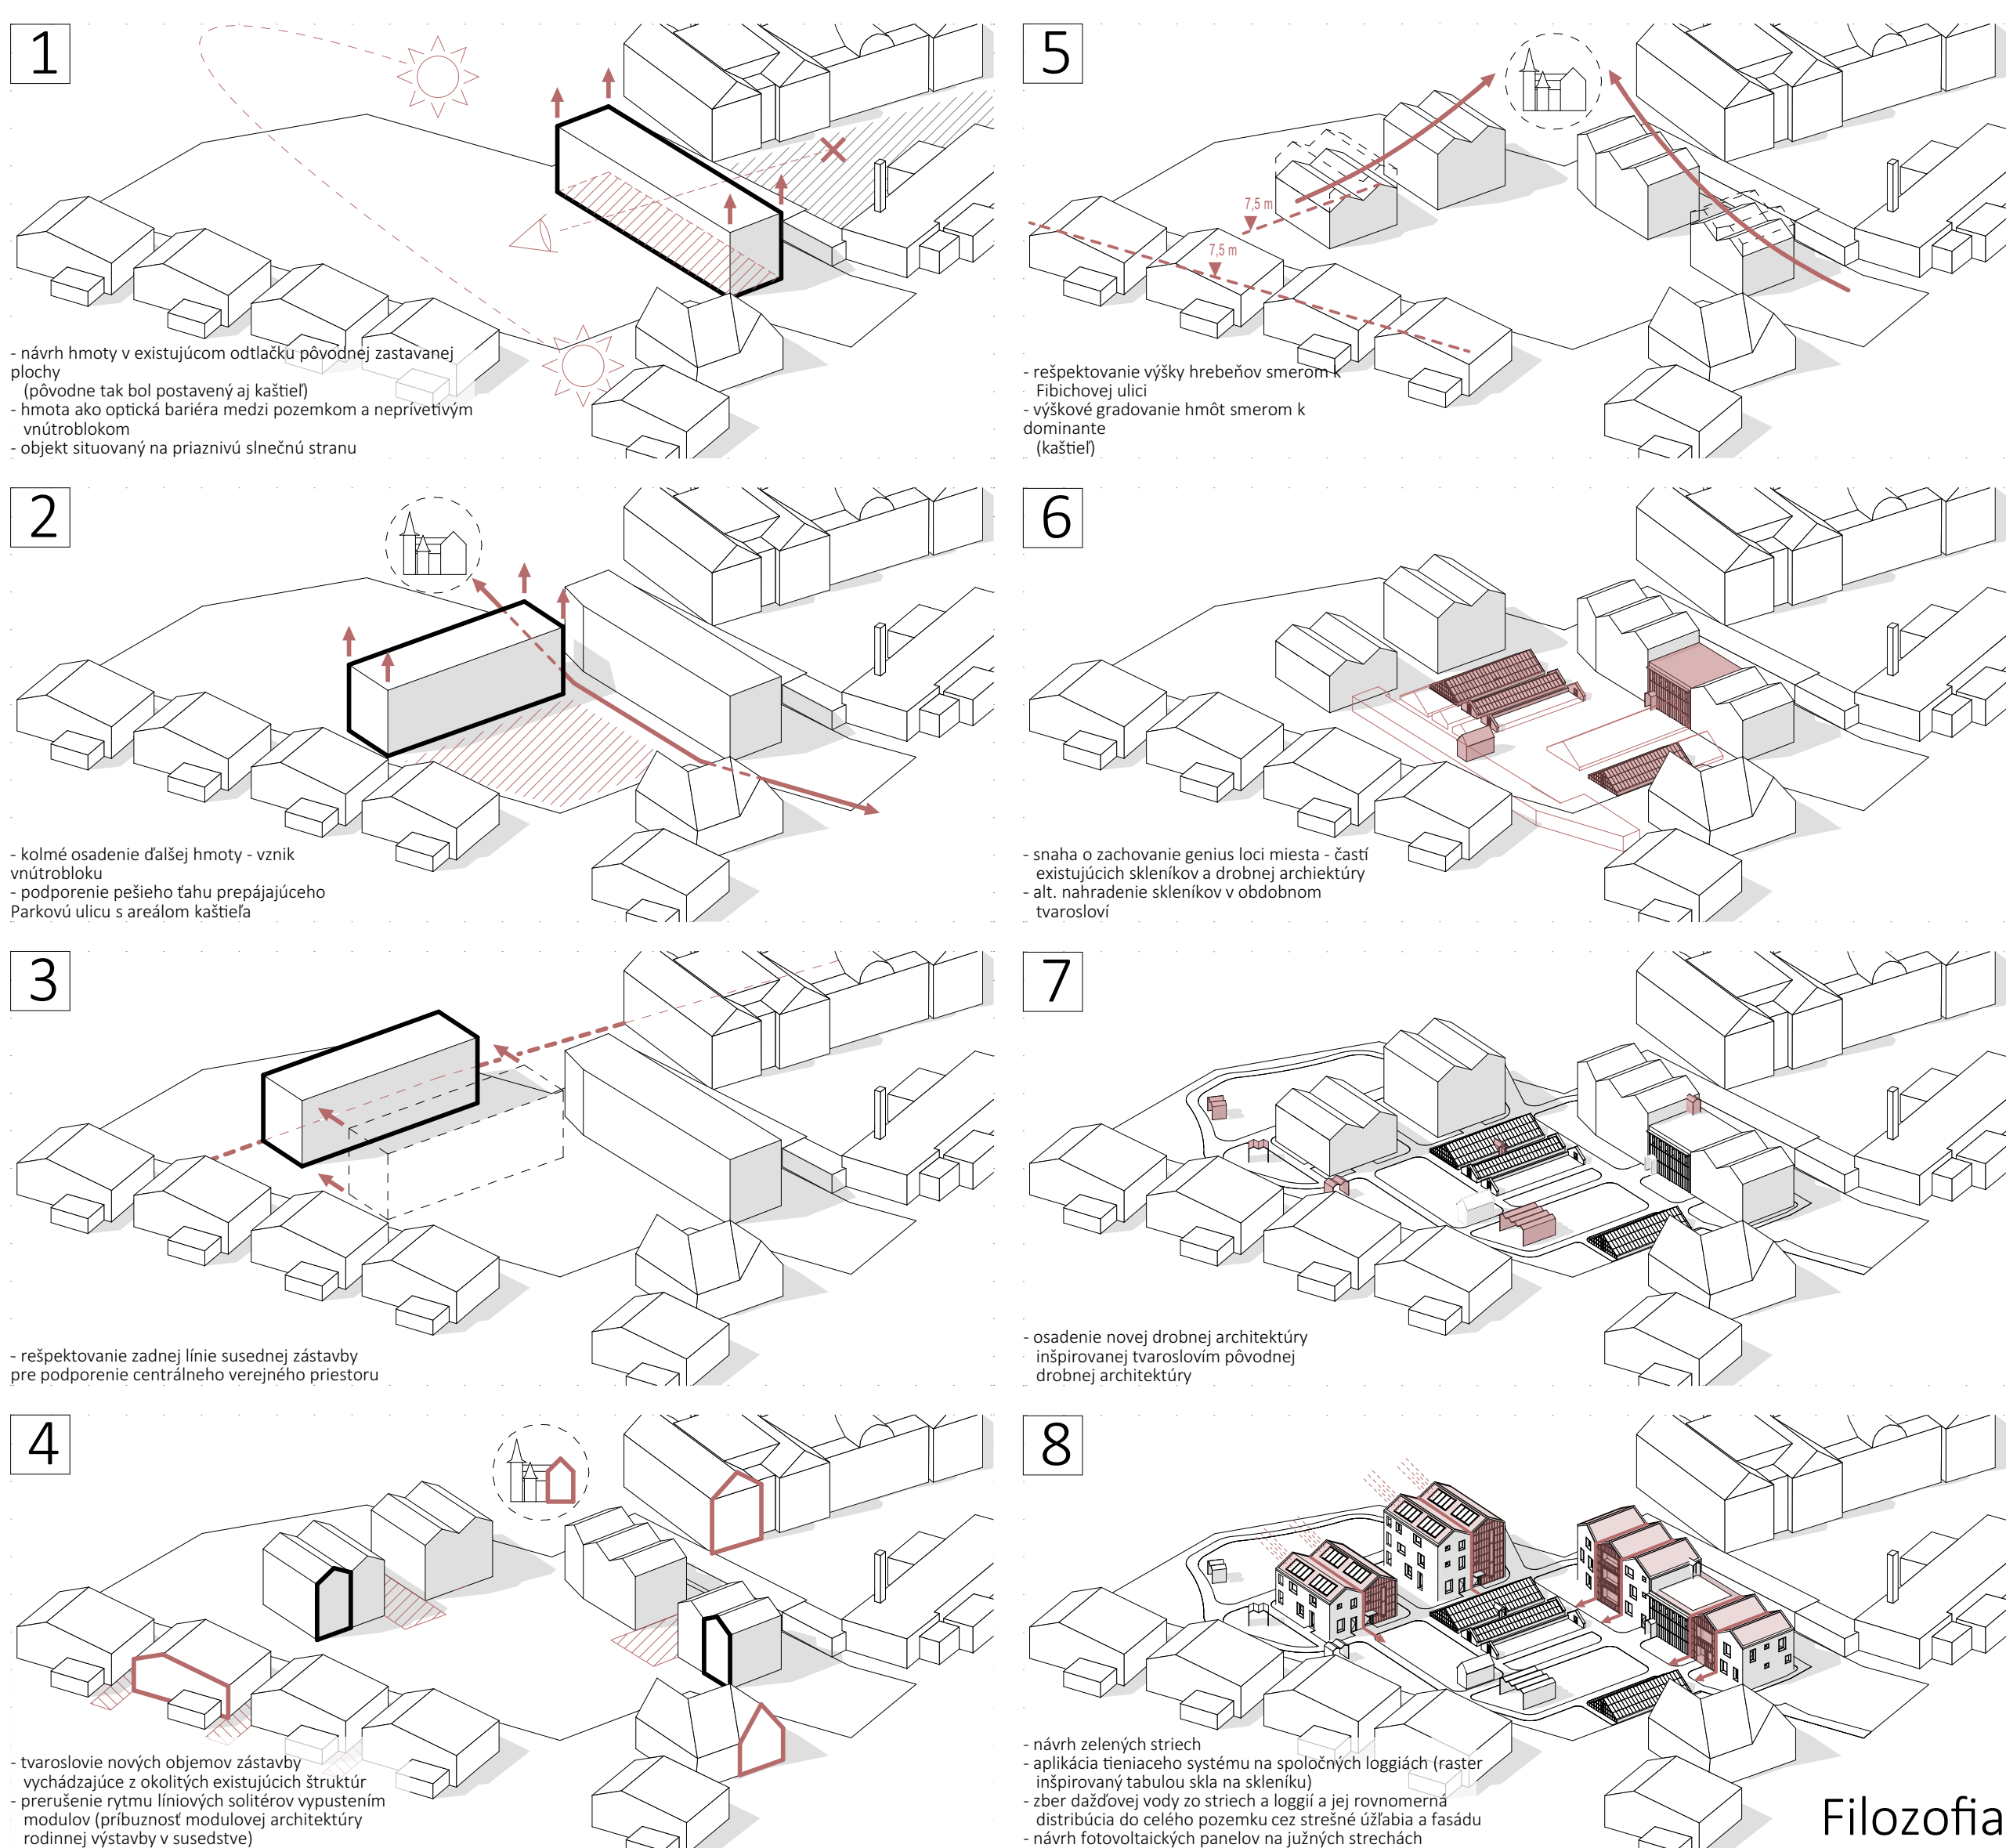 1
- návrh hmoty v existujúcom odtlačku pôvodnej zastavanej
plochy
(pôvodne tak bol postavený aj kaštieľ)
- hmota ako optická bariéra medzi pozemkom a neprívetivým
vnútroblokom
- objekt situovaný na priaznivú slnečnú stranu
2
- kolmé osadenie ďalšej hmoty - vznik
vnútrobloku
- podporenie pešieho ťahu prepájajúceho
Parkovú ulicu s areálom kaštieľa
3
- rešpektovanie zadnej línie susednej zástavby
pre podporenie centrálneho verejného priestoru
4
- tvaroslovie nových objemov zástavby
vychádzajúce z okolitých existujúcich štruktúr
- prerušenie rytmu líniových solitérov vypustením
modulov (príbuznosť modulovej architektúry
rodinnej výstavby v susedstve)
5
7,5 m
7,5 m
- rešpektovanie výšky hrebeňov smerom k
Fibichovej ulici
- výškové gradovanie hmôt smerom k
dominante
(kaštieľ)
6
- snaha o zachovanie genius loci miesta - častí
existujúcich skleníkov a drobnej archiektúry
- alt. nahradenie skleníkov v obdobnom
tvarosloví
7
- osadenie novej drobnej architektúry
inšpirovanej tvaroslovím pôvodnej
drobnej architektúry
8
- návrh zelených striech
- aplikácia tieniaceho systému na spoločných loggiách (raster
inšpirovaný tabulou skla na skleníku)
- zber dažďovej vody zo striech a loggií a jej rovnomerná
distribúcia do celého pozemku cez strešné úžľabia a fasádu
- návrh fotovoltaických panelov na južných strechách
Filozofia